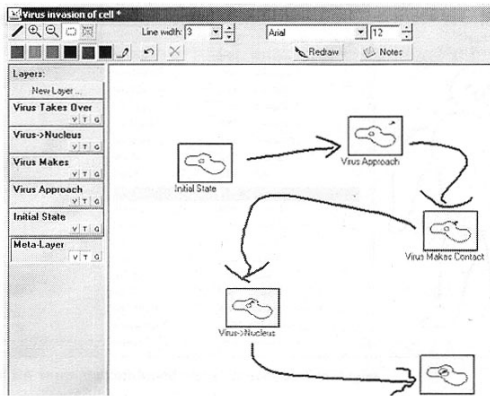 Virus invasion of cell *
Line width: 3
Arial
12
Redraw
Notes
Layers:
New Layer ...
Virus Takes Over
V T G
Virus->Nucleus
V T G
Virus Makes
V T G
Virus Approach
V T G
Initial State
V T G
Meta-Layer
V T G
Initial State
Virus Approach
Virus Makes Contact
Virus->Nucleus